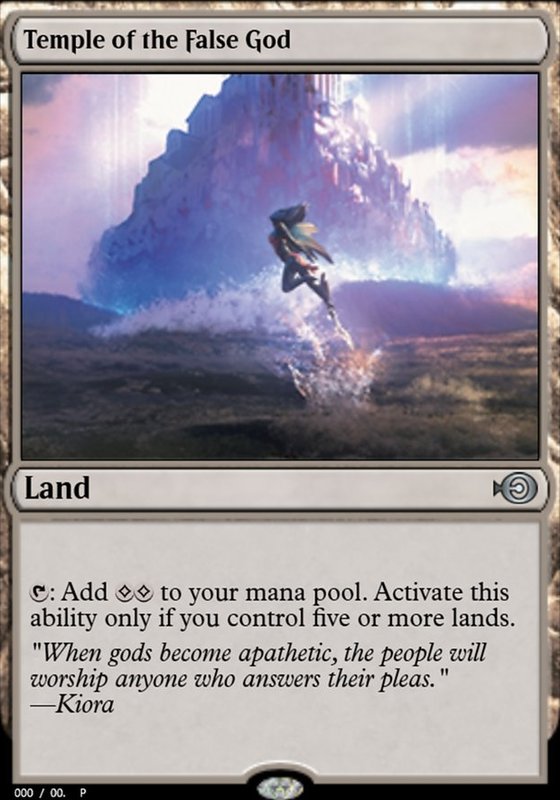 Temple of the False God
Land
: Add to your mana pool. Activate this
ability only if you control five or more lands.
"When gods become apathetic, the people will
worship anyone who answers their pleas."
—Kiora
000 / 00. P